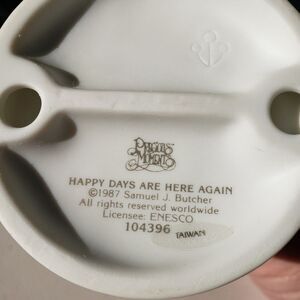 Precious
Moments
HAPPY DAYS ARE HERE AGAIN
©1987 Samuel J. Butcher
All rights reserved worldwide
Licensee: ENESCO
104396
TAIWAN